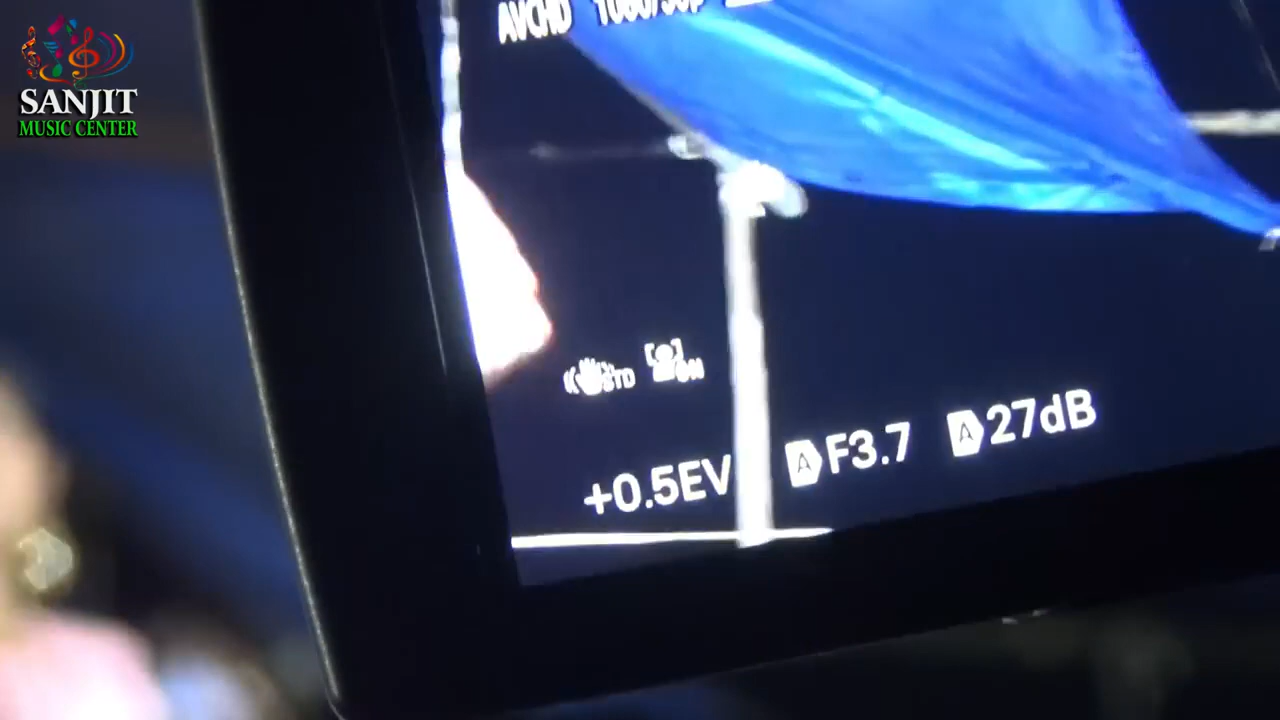 SANJIT
MUSIC CENTER
AVCHD
STD ON
+0.5EV A F3.7 A 27dB